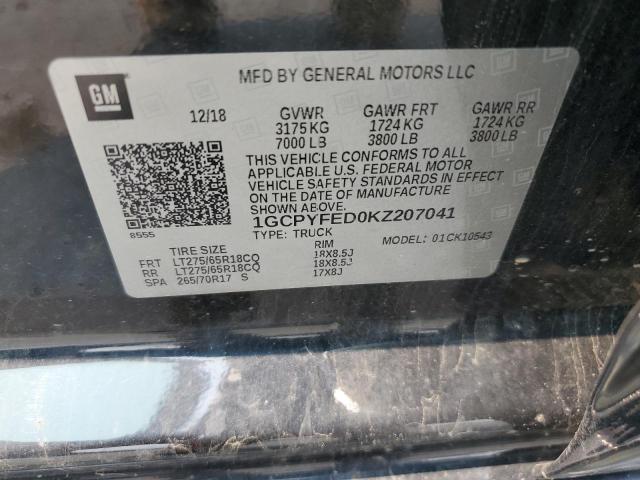 MFD BY GENERAL MOTORS LLC
GM
12/18 GVWR GAWR FRT GAWR RR
3175 KG 1724 KG 1724 KG
7000 LB 3800 LB 3800 LB
THIS VEHICLE CONFORMS TO ALL
APPLICABLE U.S. FEDERAL MOTOR
VEHICLE SAFETY STANDARDS IN EFFECT
ON THE DATE OF MANUFACTURE
SHOWN ABOVE.
1GCPYFED0KZ207041
8555 TYPE: TRUCK MODEL: 01CK10543
TIRE SIZE RIM
FRT LT275/65R18CQ 18X8.5J
RR LT275/65R18CQ 18X8.5J
SPA 265/70R17 S 17X8J